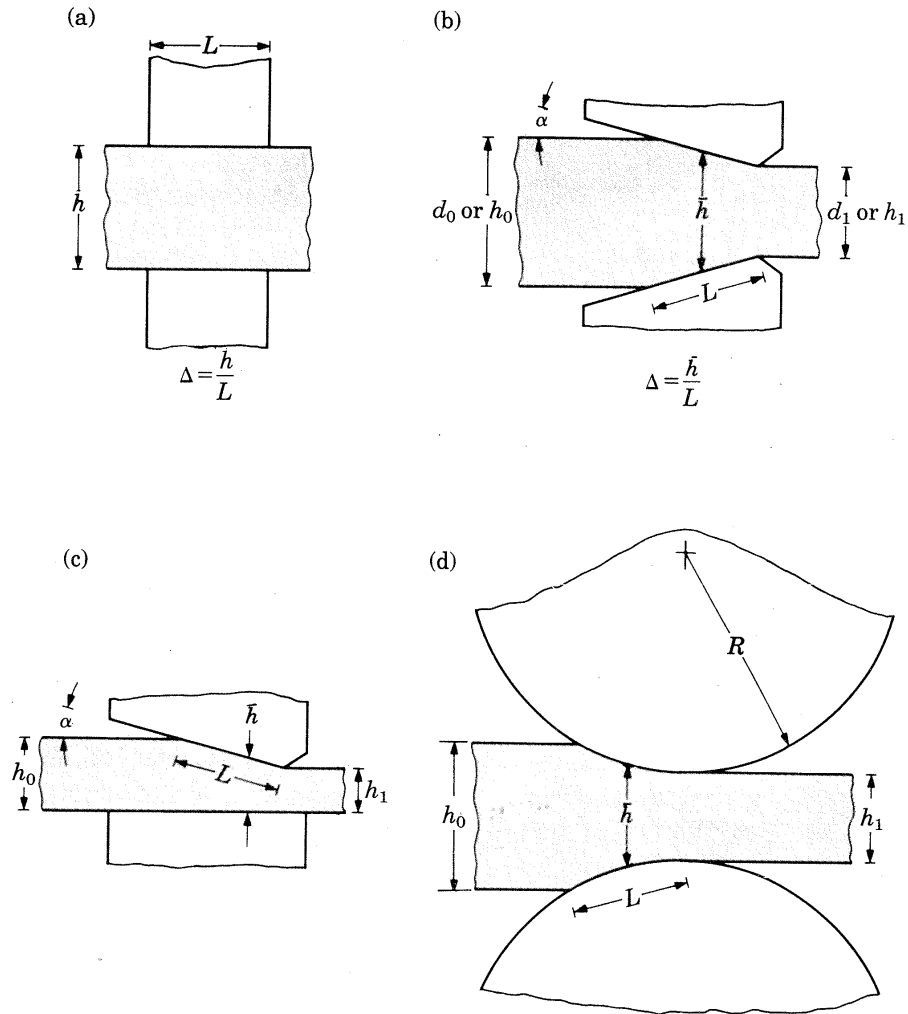 (a)
L
h
Δ = h/L
(b)
α
d₀ or h₀
h̄
d₁ or h₁
L
Δ = h̄/L
(c)
α
h̄
h₀
L
h₁
(d)
R
h₀
h̄
h₁
L